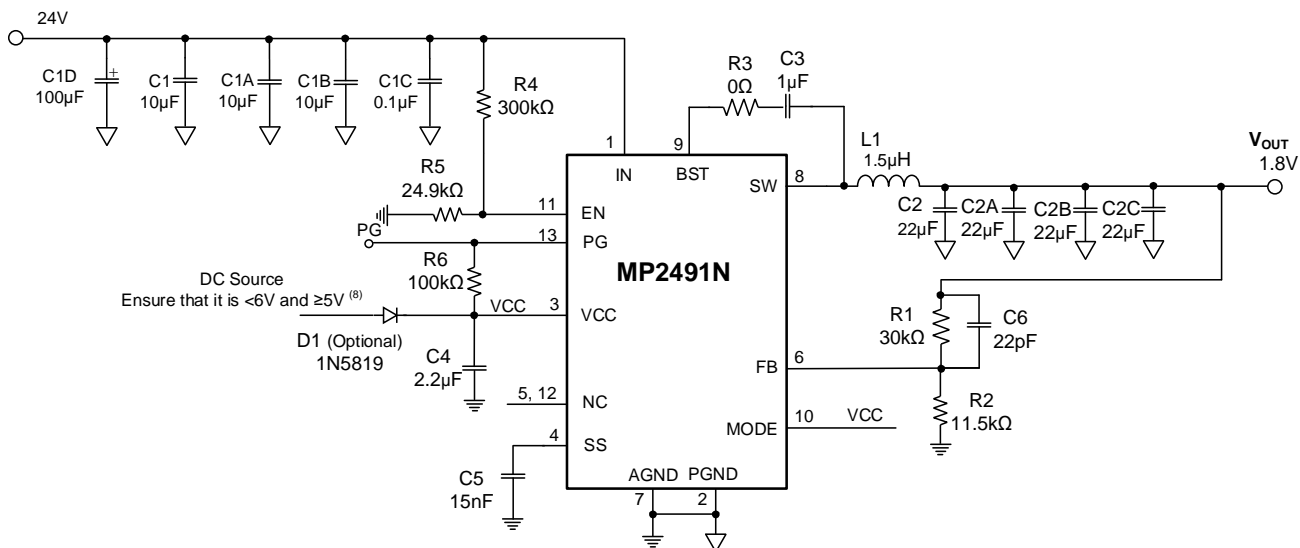 24V
C1D
100µF
+
C1
10µF
C1A
10µF
C1B
10µF
C1C
0.1µF
R4
300kΩ
R3
0Ω
C3
1µF
1
9
IN
BST
SW
8
L1
1.5µH
VOUT
1.8V
R5
24.9kΩ
11
EN
C2
22µF
C2A
22µF
C2B
22µF
C2C
22µF
PG
13
PG
R6
100kΩ
MP2491N
DC Source
Ensure that it is <6V and ≥5V (8)
VCC
3
VCC
D1 (Optional)
1N5819
C4
2.2µF
R1
30kΩ
C6
22pF
FB
6
5, 12
NC
R2
11.5kΩ
MODE
10
VCC
4
SS
C5
15nF
AGND
PGND
7
2